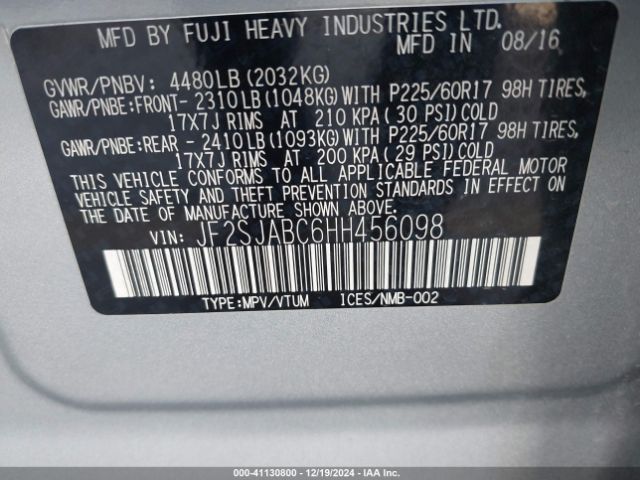 MFD BY FUJI HEAVY INDUSTRIES LTD.
MFD IN 08/16
GVWR/PNBV: 4480LB (2032KG)
GAWR/PNBE:FRONT- 2310LB (1048KG) WITH P225/60R17 98H TIRES,
17X7J RIMS AT 210 KPA (30 PSI) COLD
GAWR/PNBE:REAR - 2410LB (1093KG) WITH P225/60R17 98H TIRES,
17X7J RIMS AT 200 KPA (29 PSI) COLD
THIS VEHICLE CONFORMS TO ALL APPLICABLE FEDERAL MOTOR
VEHICLE SAFETY AND THEFT PREVENTION STANDARDS IN EFFECT ON
THE DATE OF MANUFACTURE SHOWN ABOVE.
VIN: JF2SJABC6HH456098
TYPE:MPV/VTUM ICES/NMB-002
000-41130800 - 12/19/2024 - IAA